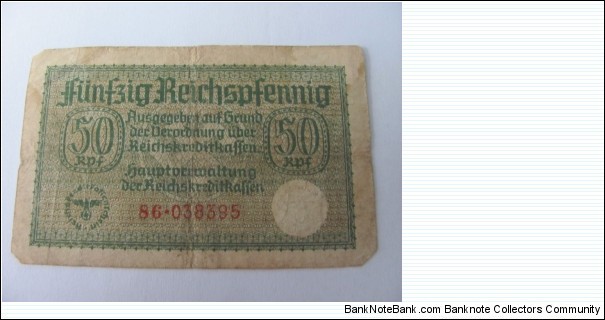 Fünfzig Reichspfennig
50 Rpf
Ausgegeben auf Grund
der Verordnung über
Reichskreditkassen
50 Rpf
Hauptverwaltung
der Reichskreditkassen
86·038395
BankNoteBank.com Banknote Collectors Community